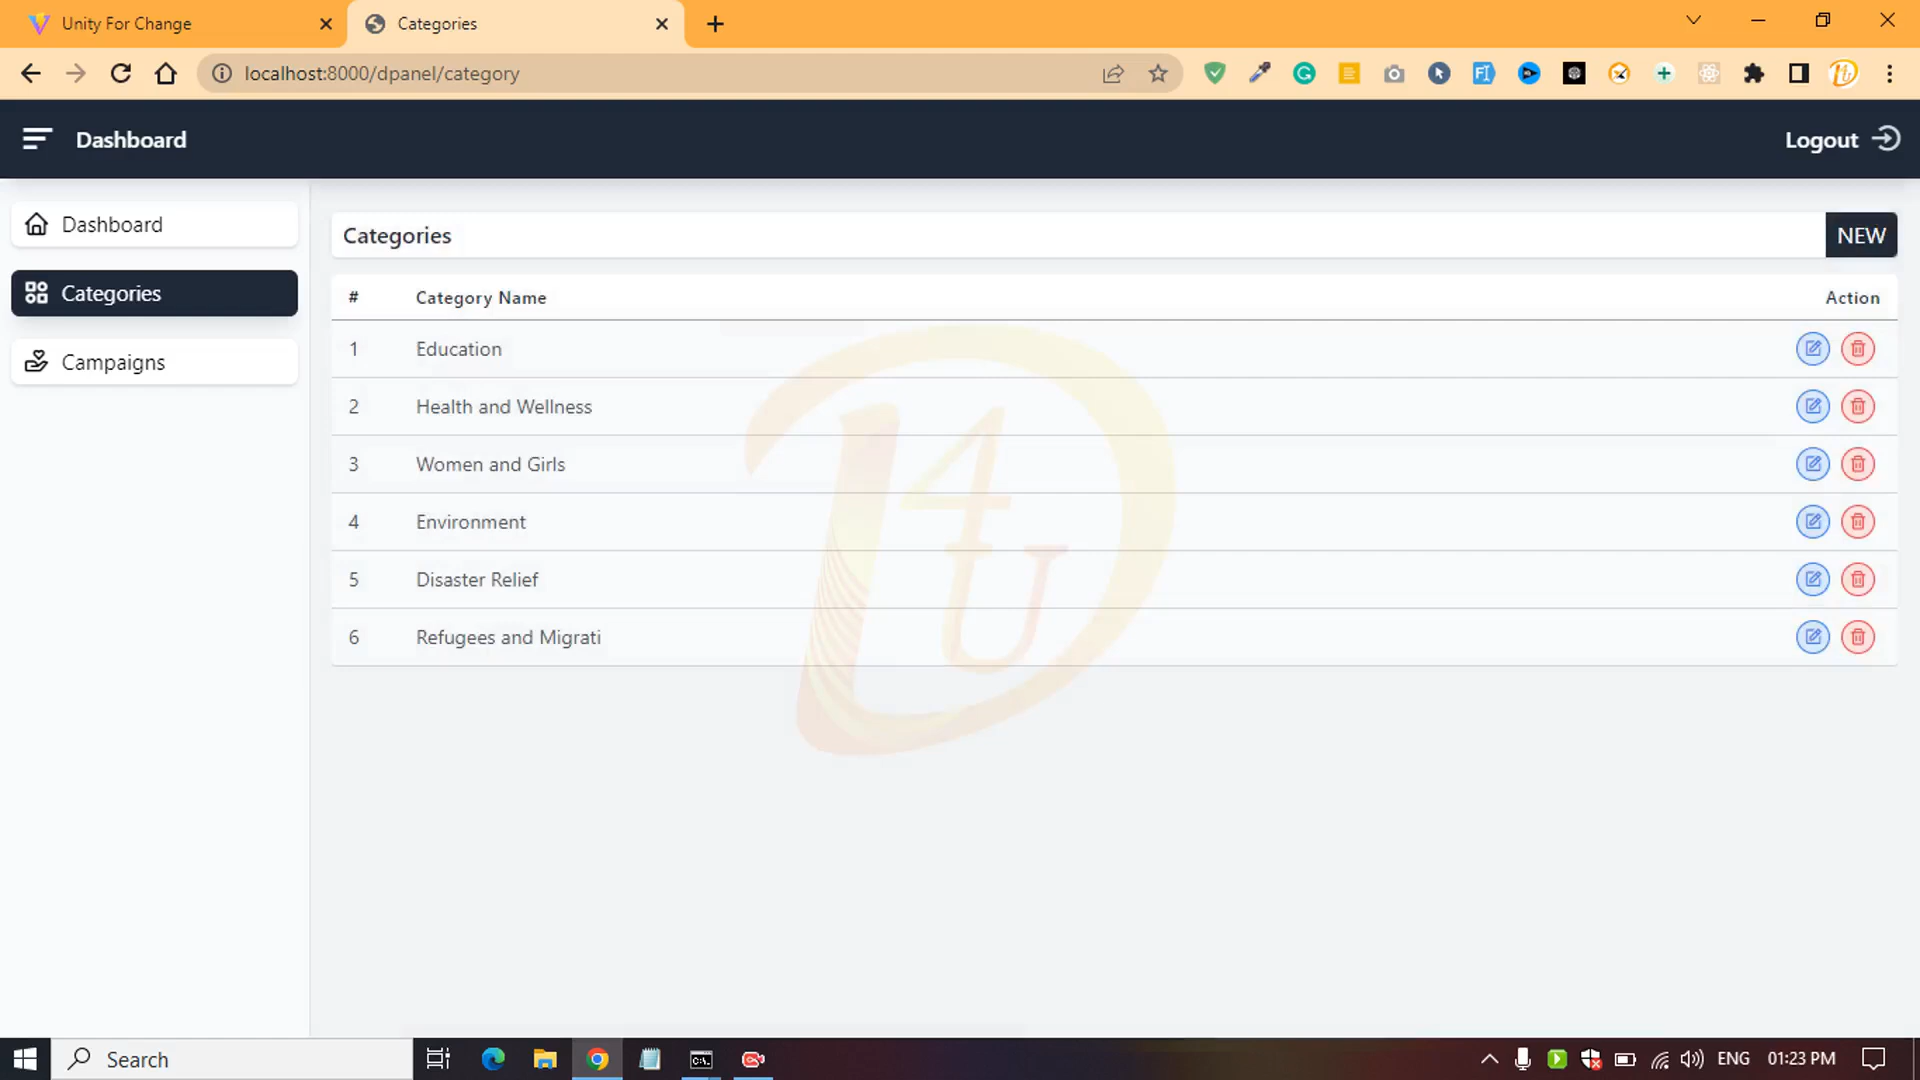 Unity For Change
Categories
localhost:8000/dpanel/category
Dashboard
Logout
Dashboard
Categories
Campaigns
Categories
NEW
# Category Name Action
1 Education
2 Health and Wellness
3 Women and Girls
4 Environment
5 Disaster Relief
6 Refugees and Migrati
D4U
Search
ENG
01:23 PM